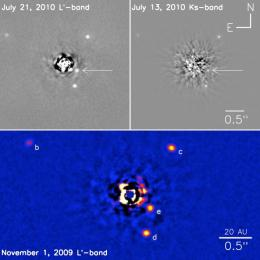 July 21, 2010 L'-band
July 13, 2010 Ks-band
N
E
0.5"
b
c
e
d
20 AU
0.5"
November 1, 2009 L'-band